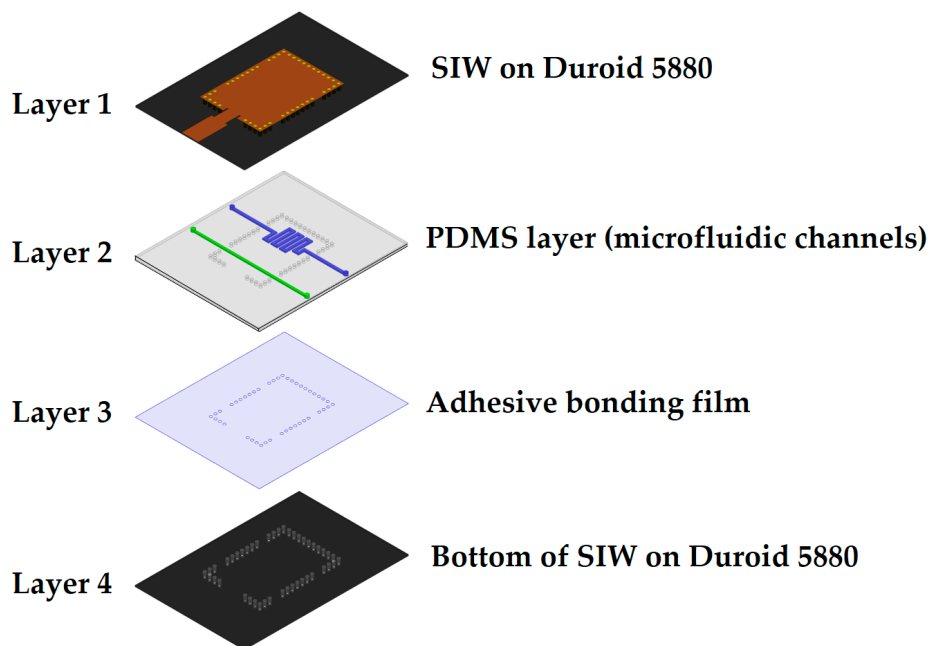 SIW on Duroid 5880
Layer 1
PDMS layer (microfluidic channels)
Layer 2
Adhesive bonding film
Layer 3
Bottom of SIW on Duroid 5880
Layer 4